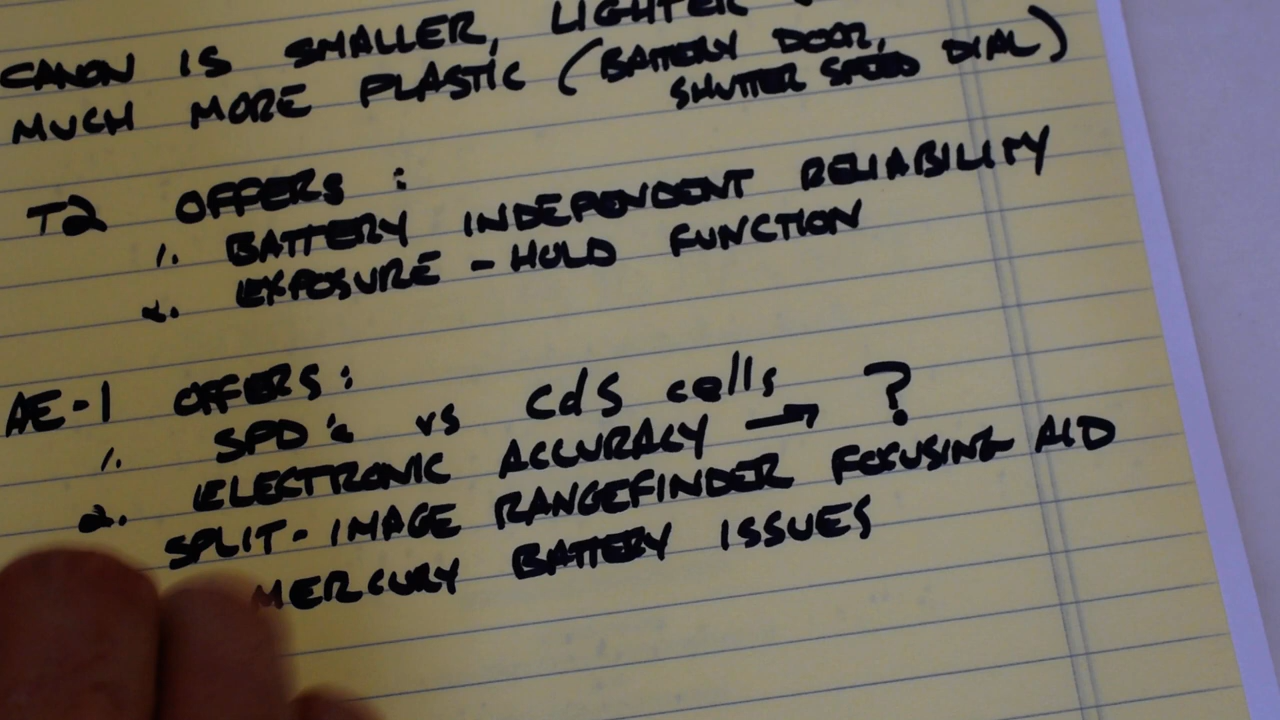 CANON IS SMALLER, LIGHTER
MUCH MORE PLASTIC (BATTERY DOOR,
SHUTTER SPEED DIAL)
T2 OFFERS :
1. BATTERY INDEPENDENT RELIABILITY
2. EXPOSURE - HOLD FUNCTION
AE-1 OFFERS :
1. SPD's vs CdS cells
2. ELECTRONIC ACCURACY → ?
SPLIT-IMAGE RANGEFINDER FOCUSING AID
MERCURY BATTERY ISSUES